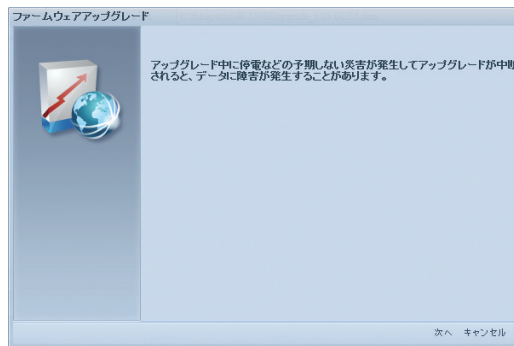 ファームウェアアップグレード
アップグレード中に停電などの予期しない災害が発生してアップグレードが中断
されると、データに障害が発生することがあります。
次へ キャンセル